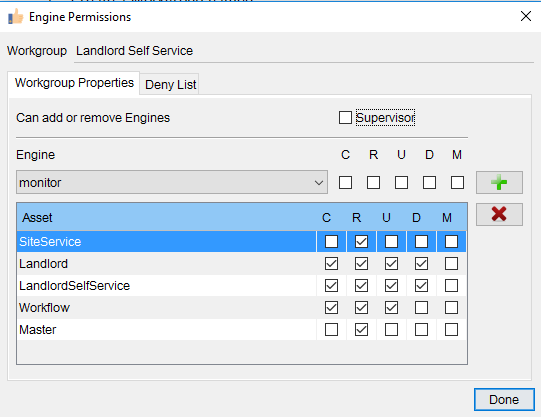 Engine Permissions
Workgroup Landlord Self Service
Workgroup Properties Deny List
Can add or remove Engines Supervisor
Engine C R U D M
monitor
Asset C R U D M
SiteService
Landlord
LandlordSelfService
Workflow
Master
Done